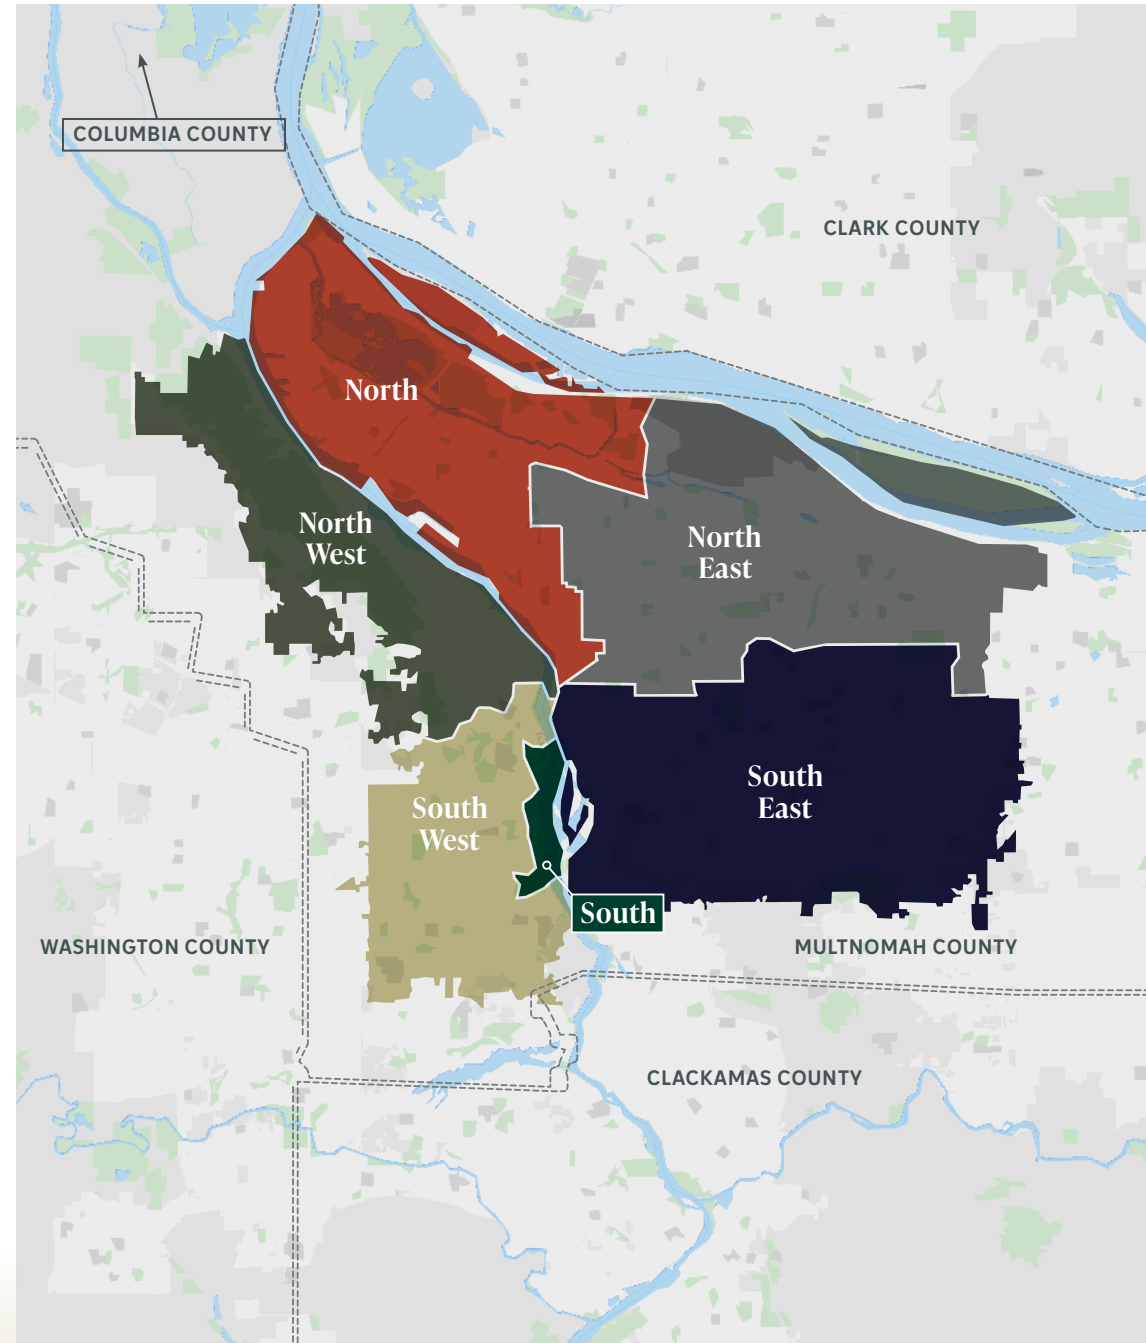 COLUMBIA COUNTY
CLARK COUNTY
North
North
West
North
East
South
East
South
West
South
WASHINGTON COUNTY
MULTNOMAH COUNTY
CLACKAMAS COUNTY